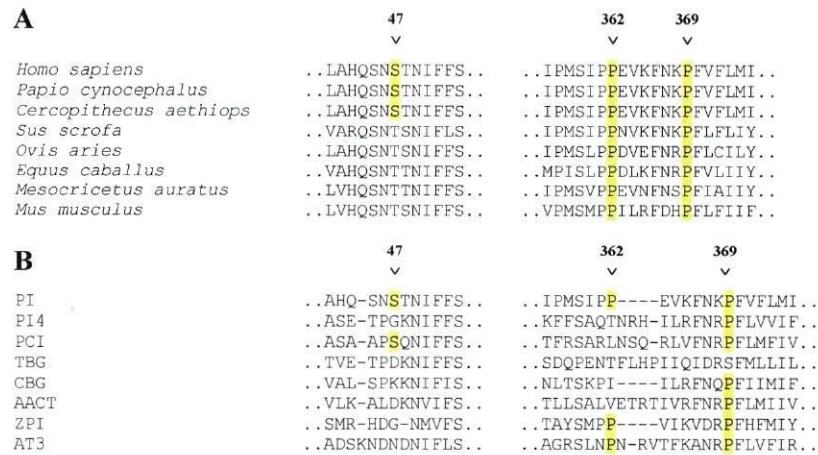 A 47 362 369
Homo sapiens ..LAHQSNSTNIFFS.. ..IPMSIPPEVKFNKPFVFLMI..
Papio cynocephalus ..LAHQSNSTNIFFS.. ..IPMSIPPEVKFNKPFVFLMI..
Cercopithecus aethiops ..LAHQSNSTNIFFS.. ..IPMSIPPEVKFNKPFVFLMI..
Sus scrofa ..VARQSNTSNIFLS.. ..IPMSIPPNVKFNKPFLFLIY..
Ovis aries ..LAHQSNTSNIFFS.. ..IPMSLPPDVEFNRPFLCILY..
Equus caballus ..VAHQSNTTNIFFS.. ..MPISLPPDLKFNRPFVLIIY..
Mesocricetus auratus ..LVHQSNTTNIFFS.. ..IPMSVPPEVNFNSPFIAIIY..
Mus musculus ..LVHQSNTSNIFFS.. ..VPMSMPPILRFDHPFLFIIF..
B 47 362 369
PI ..AHQ-SNSTNIFFS.. ..IPMSIPP----EVKFNKPFVFLMI..
PI4 ..ASE-TPGKNIFFS.. ..KFFSAQTNRH-ILRFNRPFLVVIF..
PCI ..ASA-APSQNIFFS.. ..TFRSARLNSQ-RLVFNRPFLMFIV..
TBG ..TVE-TPDKNIFFS.. ..SDQPENTFLHPIIQIDRSFMLLIL..
CBG ..VAL-SPKKNIFIS.. ..NLTSKPI----ILRFNQPFIIMIF..
AACT ..VLK-ALDKNVIFS.. ..TLLSALVETRTIVRFNRPFLMIIV..
ZPI ..SMR-HDG-NMVFS.. ..TAYSMPP----VIKVDRPFHFMIY..
AT3 ..ADSKNDNDNIFLS.. ..AGRSLNPN-RVTFKANRPFLVFIR..